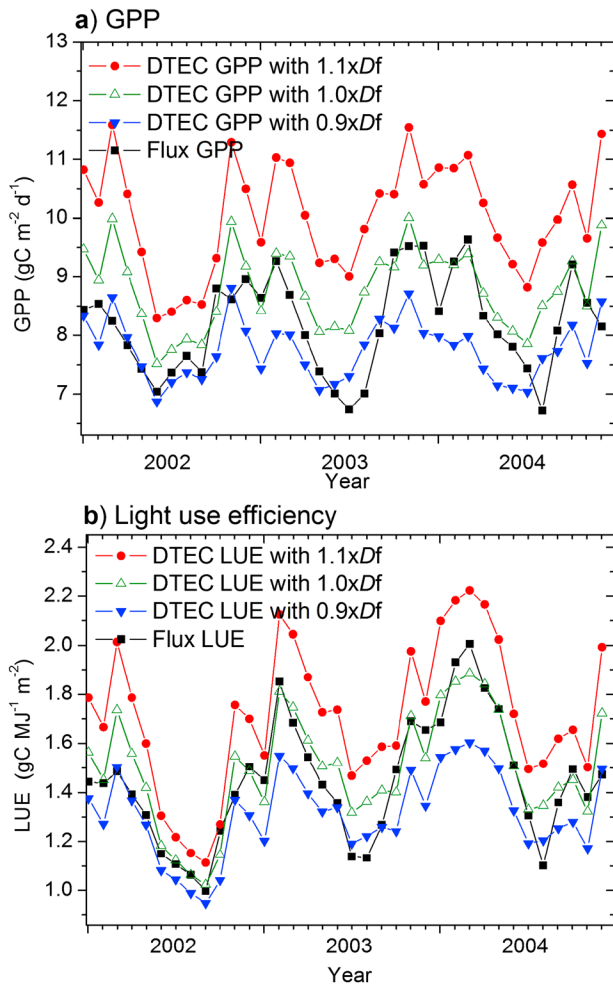 a) GPP
13
12
11
10
9
8
7
GPP (gC m⁻² d⁻¹)
DTEC GPP with 1.1xDf
DTEC GPP with 1.0xDf
DTEC GPP with 0.9xDf
Flux GPP
2002 2003 2004
Year
b) Light use efficiency
2.4
2.2
2.0
1.8
1.6
1.4
1.2
1.0
LUE (gC MJ⁻¹ m⁻²)
DTEC LUE with 1.1xDf
DTEC LUE with 1.0xDf
DTEC LUE with 0.9xDf
Flux LUE
2002 2003 2004
Year